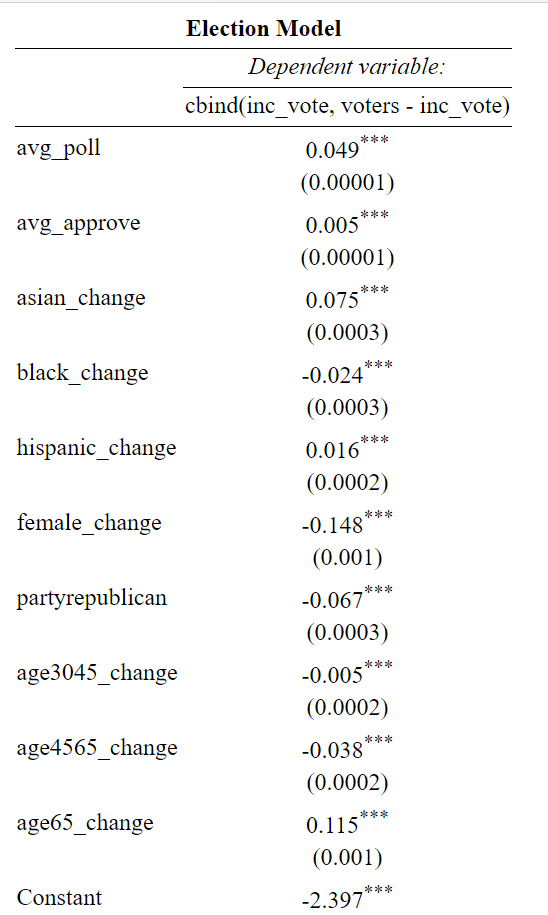 Election Model
Dependent variable:
cbind(inc_vote, voters - inc_vote)
avg_poll 0.049***
(0.00001)
avg_approve 0.005***
(0.00001)
asian_change 0.075***
(0.0003)
black_change -0.024***
(0.0003)
hispanic_change 0.016***
(0.0002)
female_change -0.148***
(0.001)
partyrepublican -0.067***
(0.0003)
age3045_change -0.005***
(0.0002)
age4565_change -0.038***
(0.0002)
age65_change 0.115***
(0.001)
Constant -2.397***